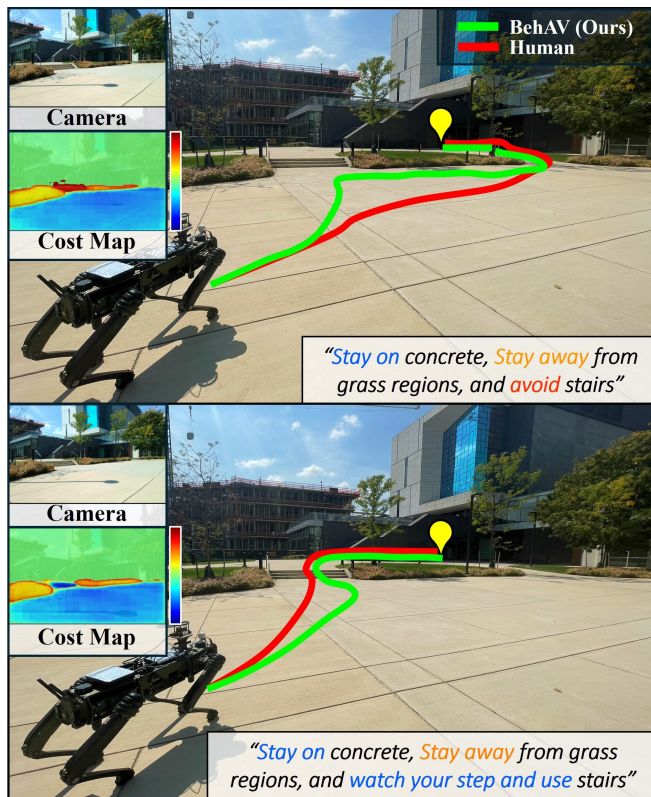 BehAV (Ours)
Human
Camera
Cost Map
“Stay on concrete, Stay away from
grass regions, and avoid stairs”
Camera
Cost Map
“Stay on concrete, Stay away from grass
regions, and watch your step and use stairs”